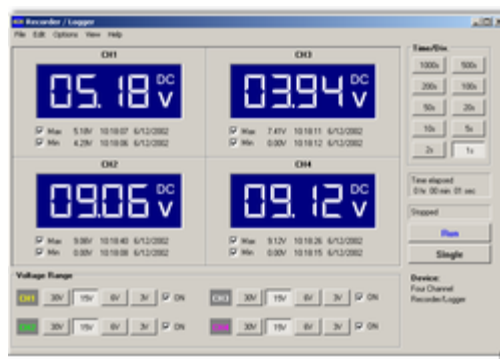 Recorder / Logger
File Edit Options View Help
CH1
05.18 DC V
Max 5.18V 10:18:07 6/12/2002
Min 4.29V 10:18:06 6/12/2002
CH3
03.94 DC V
Max 7.41V 10:18:11 6/12/2002
Min 0.00V 10:18:12 6/12/2002
CH2
09.06 DC V
Max 9.06V 10:18:40 6/12/2002
Min 0.00V 10:18:08 6/12/2002
CH4
09.12 DC V
Max 9.12V 10:18:26 6/12/2002
Min 0.00V 10:18:15 6/12/2002
Time/Div.
1000s 500s
200s 100s
50s 20s
10s 5s
2s 1s
Time elapsed
0 hr 00 min 01 sec
Stopped
Run
Single
Voltage Range
CH1 30V 15V 6V 3V ON
CH3 30V 15V 6V 3V ON
CH2 30V 15V 6V 3V ON
CH4 30V 15V 6V 3V ON
Device:
Four Channel
Recorder/Logger